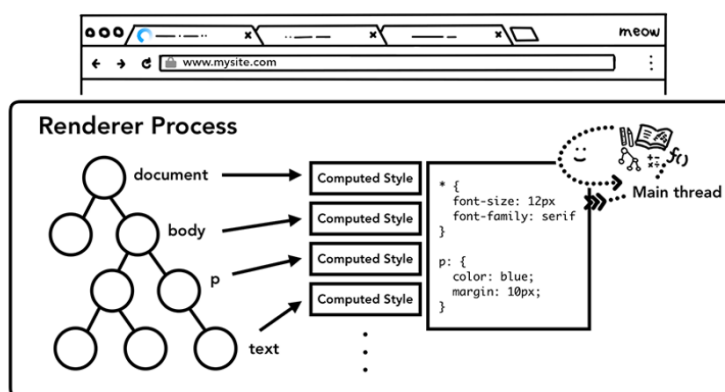 meow
www.mysite.com
Renderer Process
document
body
p
text
Computed Style
Computed Style
Computed Style
Computed Style
* {
font-size: 12px
font-family: serif
}
p: {
color: blue;
margin: 10px;
}
f()
Main thread